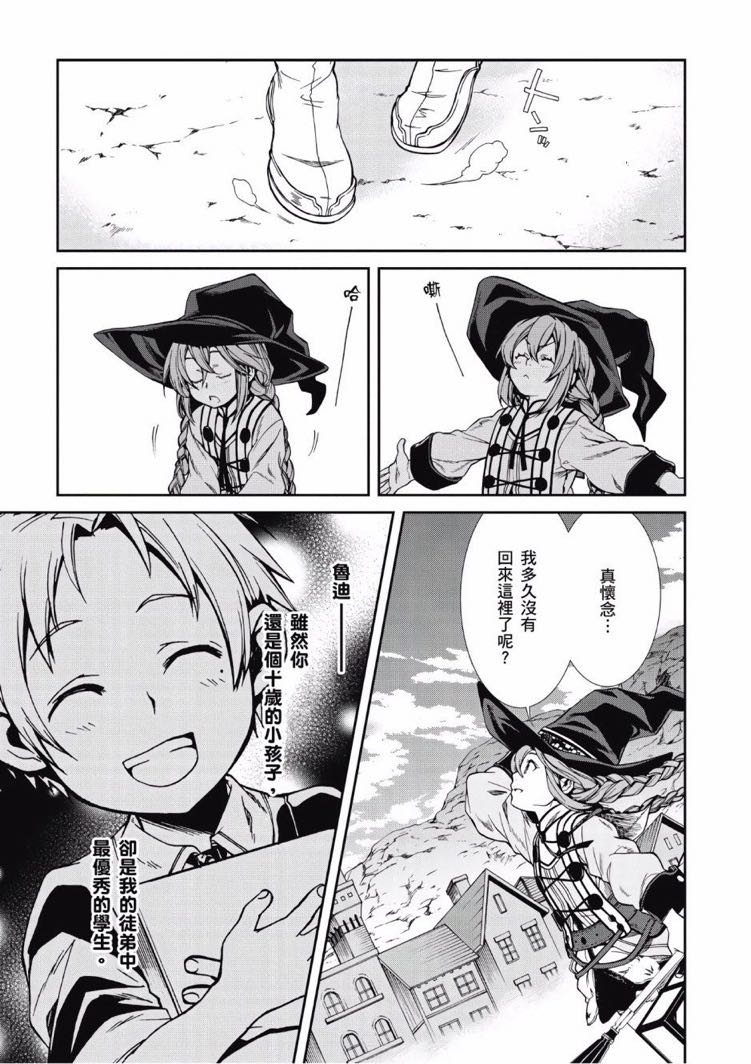 嘶
哈
真懷念…
我多久沒有
回來這裡了呢？
魯迪——
雖然你
還是個十歲的小孩子，
卻是我的徒弟中
最優秀的學生。